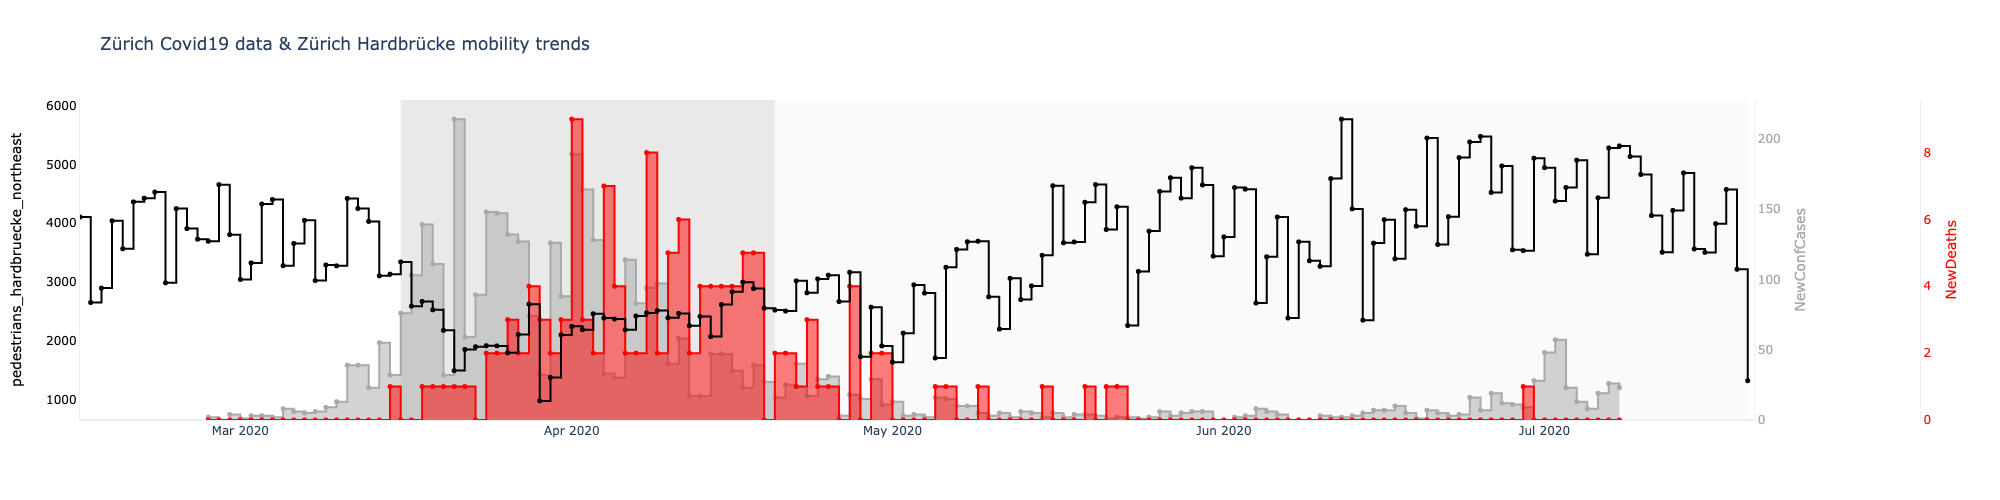 Zürich Covid19 data & Zürich Hardbrücke mobility trends
pedestrians_hardbruecke_northeast
6000
5000
4000
3000
2000
1000
Mar 2020
Apr 2020
May 2020
Jun 2020
Jul 2020
200
150
100
50
0
NewConfCases
8
6
4
2
0
NewDeaths